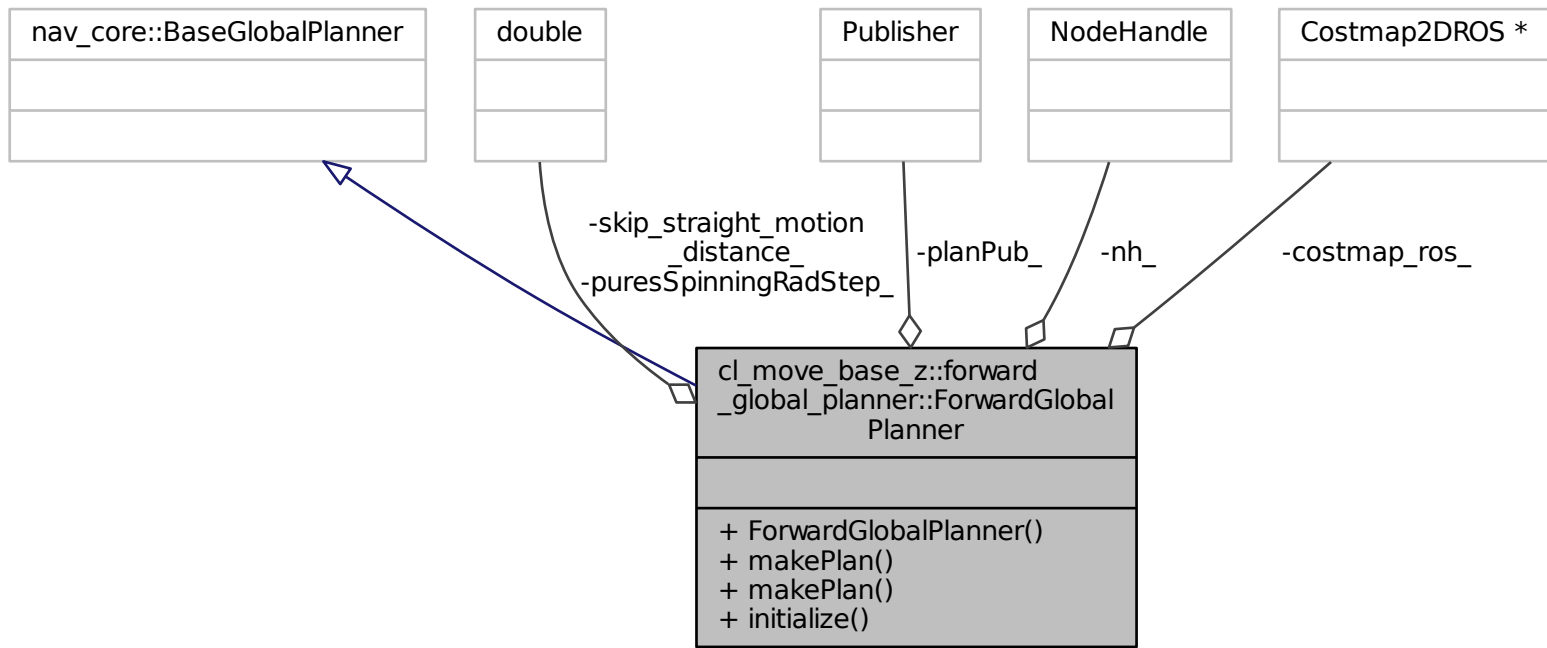 nav_core::BaseGlobalPlanner
double
Publisher
NodeHandle
Costmap2DROS *
-skip_straight_motion
_distance_
-puresSpinningRadStep_
-planPub_
-nh_
-costmap_ros_
cl_move_base_z::forward
_global_planner::ForwardGlobal
Planner
+ ForwardGlobalPlanner()
+ makePlan()
+ makePlan()
+ initialize()